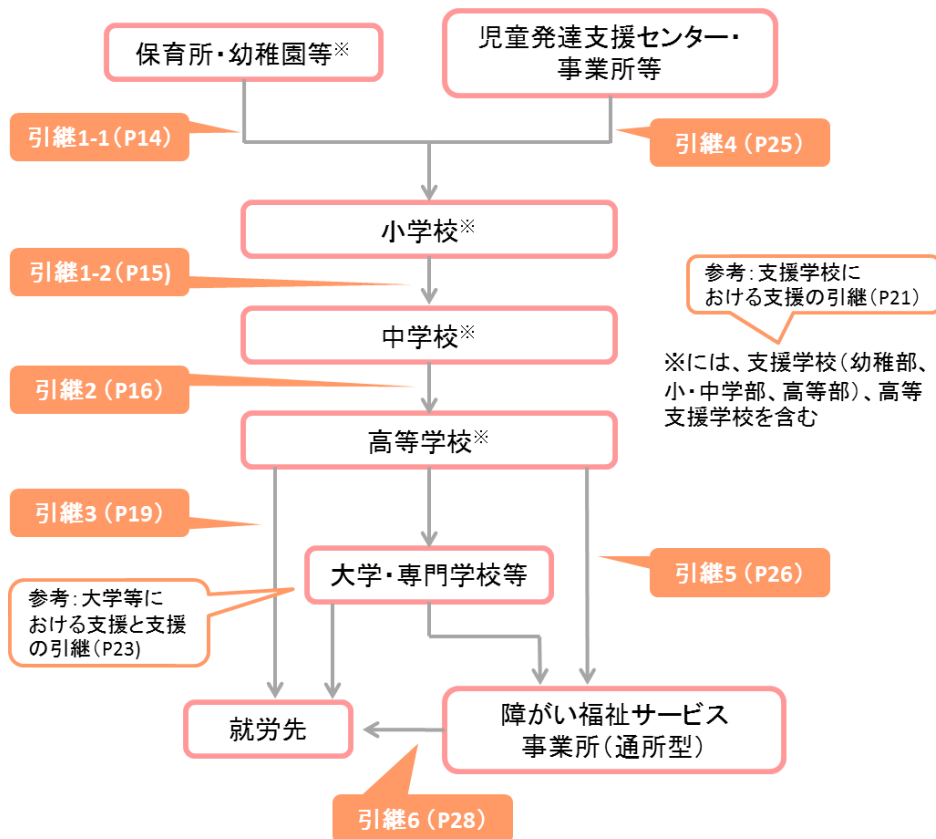 保育所・幼稚園等※
児童発達支援センター・
事業所等
引継1-1(P14)
引継4(P25)
小学校※
引継1-2(P15)
参考:支援学校に
おける支援の引継(P21)
中学校※
※には、支援学校(幼稚部、
小・中学部、高等部)、高等
支援学校を含む
引継2(P16)
高等学校※
引継3(P19)
大学・専門学校等
引継5(P26)
参考:大学等に
おける支援と支援
の引継(P23)
就労先
障がい福祉サービス
事業所(通所型)
引継6(P28)